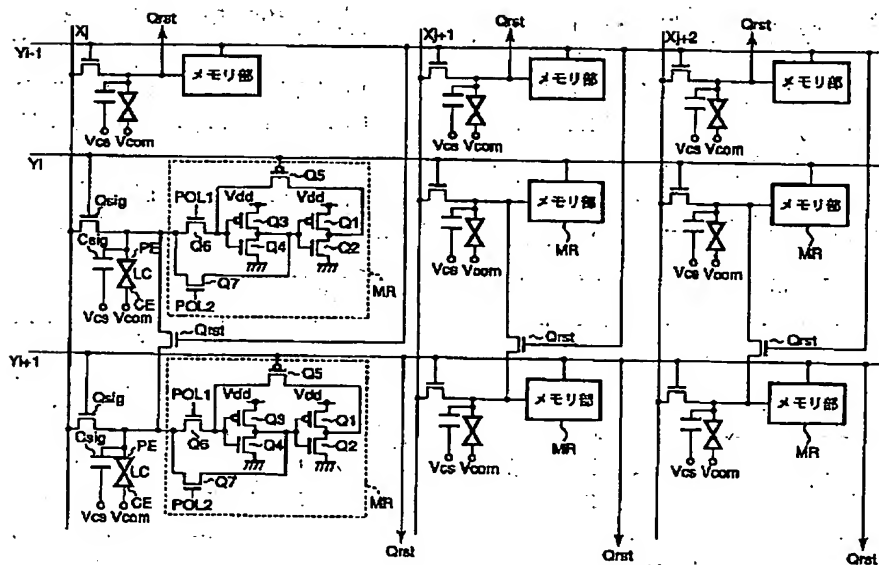 Xj Qrst Xj+1 Qrst Xj+2 Qrst
Yi-1
メモリ部 メモリ部 メモリ部
Vcs Vcom Vcs Vcom Vcs Vcom
Yi
Qsig POL1 Vdd Vdd Q5
Q3 Q1 メモリ部 メモリ部
Csig PE Q6 Q4 Q2
LC Q7 MR MR MR
CE
Vcs Vcom POL2 Vcs Vcom Vcs Vcom
Qrst Qrst Qrst
Yi+1
Qsig POL1 Vdd Vdd Q5
Q3 Q1 メモリ部 メモリ部
Csig PE Q6 Q4 Q2
LC Q7 MR MR MR
CE
Vcs Vcom POL2 Vcs Vcom Vcs Vcom
Qrst Qrst Qrst